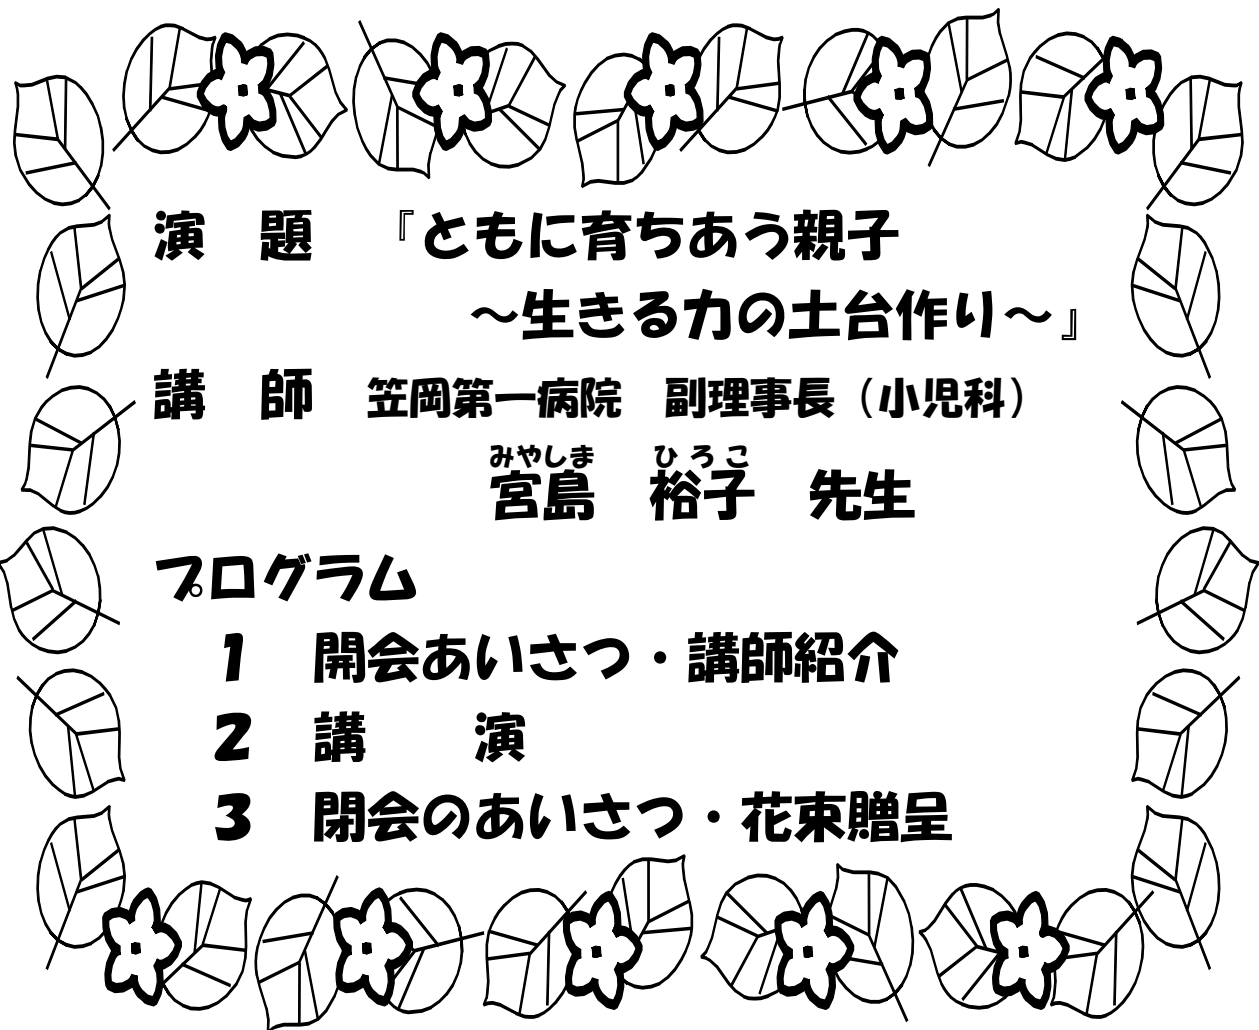 演　題　『ともに育ちあう親子
～生きる力の土台作り～』
講　師　笠岡第一病院　副理事長（小児科）
みやしま　ひろこ
宮島　裕子　先生
プログラム
1　開会あいさつ・講師紹介
2　講　　演
3　閉会のあいさつ・花束贈呈